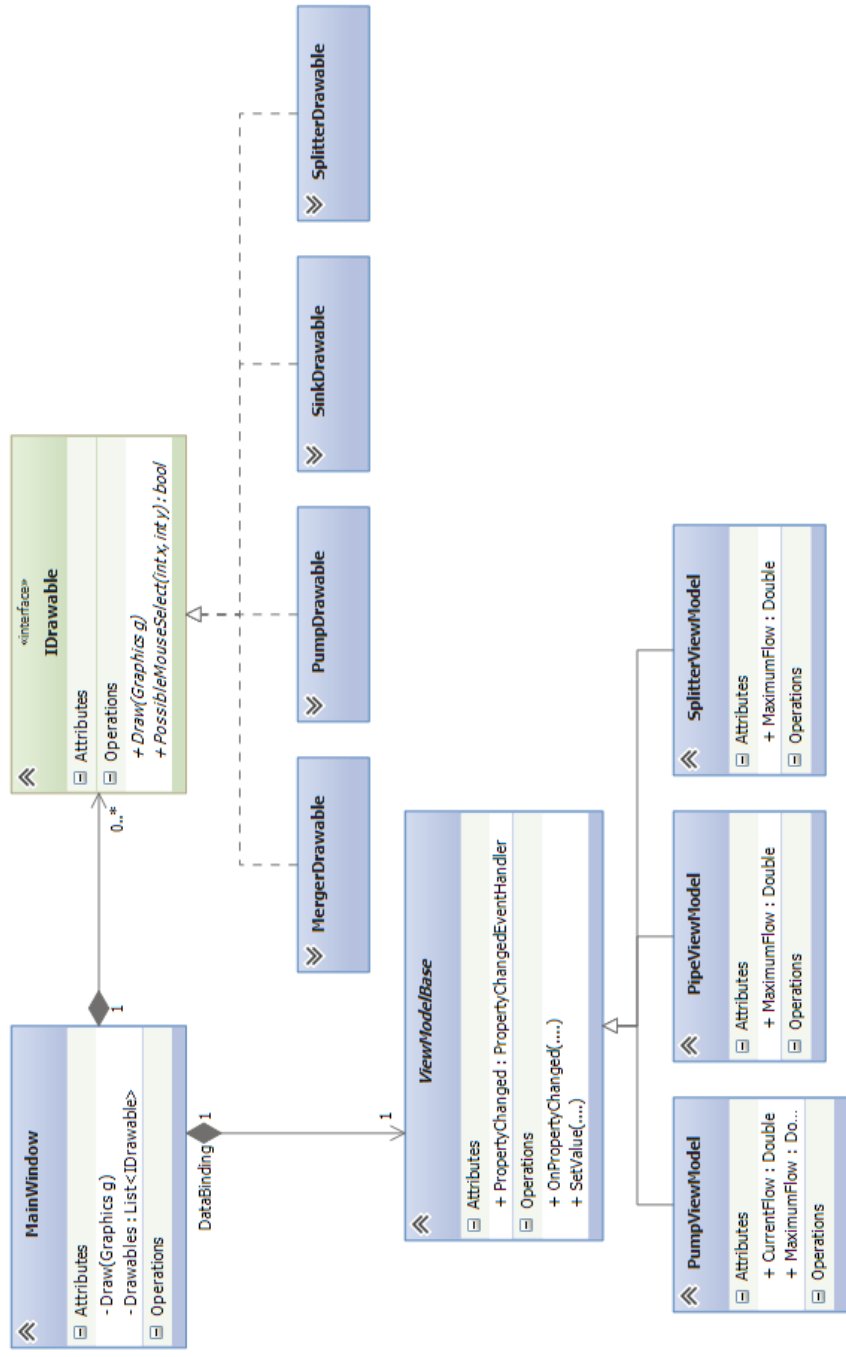 MainWindow
Attributes
- Draw(Graphics g)
- Drawables : List<IDrawable>
Operations
1
0..*
«interface»
IDrawable
Attributes
Operations
+ Draw(Graphics g)
+ PossibleMouseSelect(int x, int y) : bool
DataBinding
1
1
MergerDrawable
PumpDrawable
SinkDrawable
SplitterDrawable
ViewModelBase
Attributes
+ PropertyChanged : PropertyChangedEventHandler
Operations
+ OnPropertyChanged(....)
+ SetValue(....)
PumpViewModel
Attributes
+ CurrentFlow : Double
+ MaximumFlow : Do...
Operations
PipeViewModel
Attributes
+ MaximumFlow : Double
Operations
SplitterViewModel
Attributes
+ MaximumFlow : Double
Operations